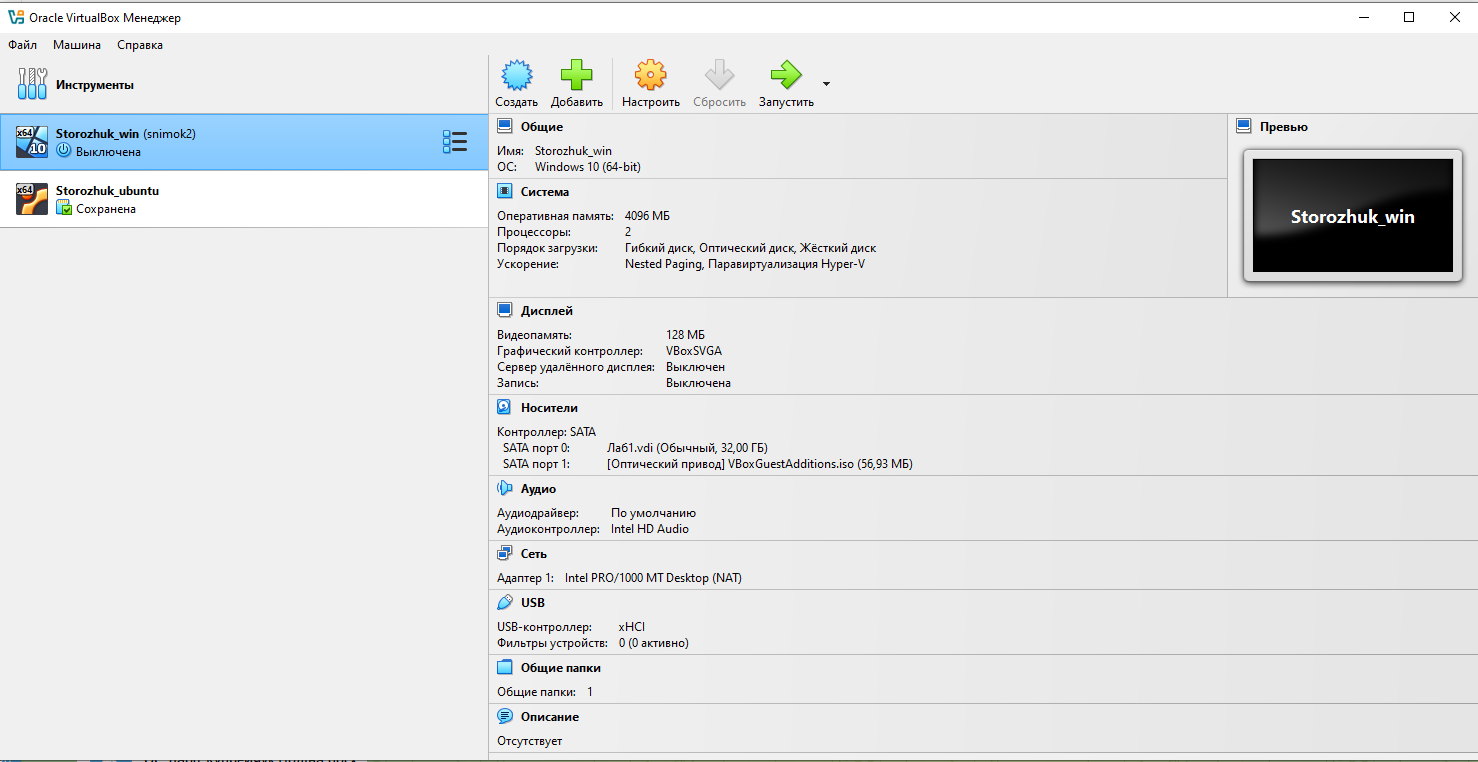 Oracle VirtualBox Менеджер
Файл Машина Справка
Инструменты
Создать Добавить Настроить Сбросить Запустить
x64 10 Storozhuk_win (snimok2)
Выключена
x64 Storozhuk_ubuntu
Сохранена
Общие
Имя: Storozhuk_win
ОС: Windows 10 (64-bit)
Превью
Storozhuk_win
Система
Оперативная память: 4096 МБ
Процессоры: 2
Порядок загрузки: Гибкий диск, Оптический диск, Жёсткий диск
Ускорение: Nested Paging, Паравиртуализация Hyper-V
Дисплей
Видеопамять: 128 МБ
Графический контроллер: VBoxSVGA
Сервер удалённого дисплея: Выключен
Запись: Выключена
Носители
Контроллер: SATA
SATA порт 0: Ла61.vdi (Обычный, 32,00 ГБ)
SATA порт 1: [Оптический привод] VBoxGuestAdditions.iso (56,93 МБ)
Аудио
Аудиодрайвер: По умолчанию
Аудиоконтроллер: Intel HD Audio
Сеть
Адаптер 1: Intel PRO/1000 MT Desktop (NAT)
USB
USB-контроллер: xHCI
Фильтры устройств: 0 (0 активно)
Общие папки
Общие папки: 1
Описание
Отсутствует